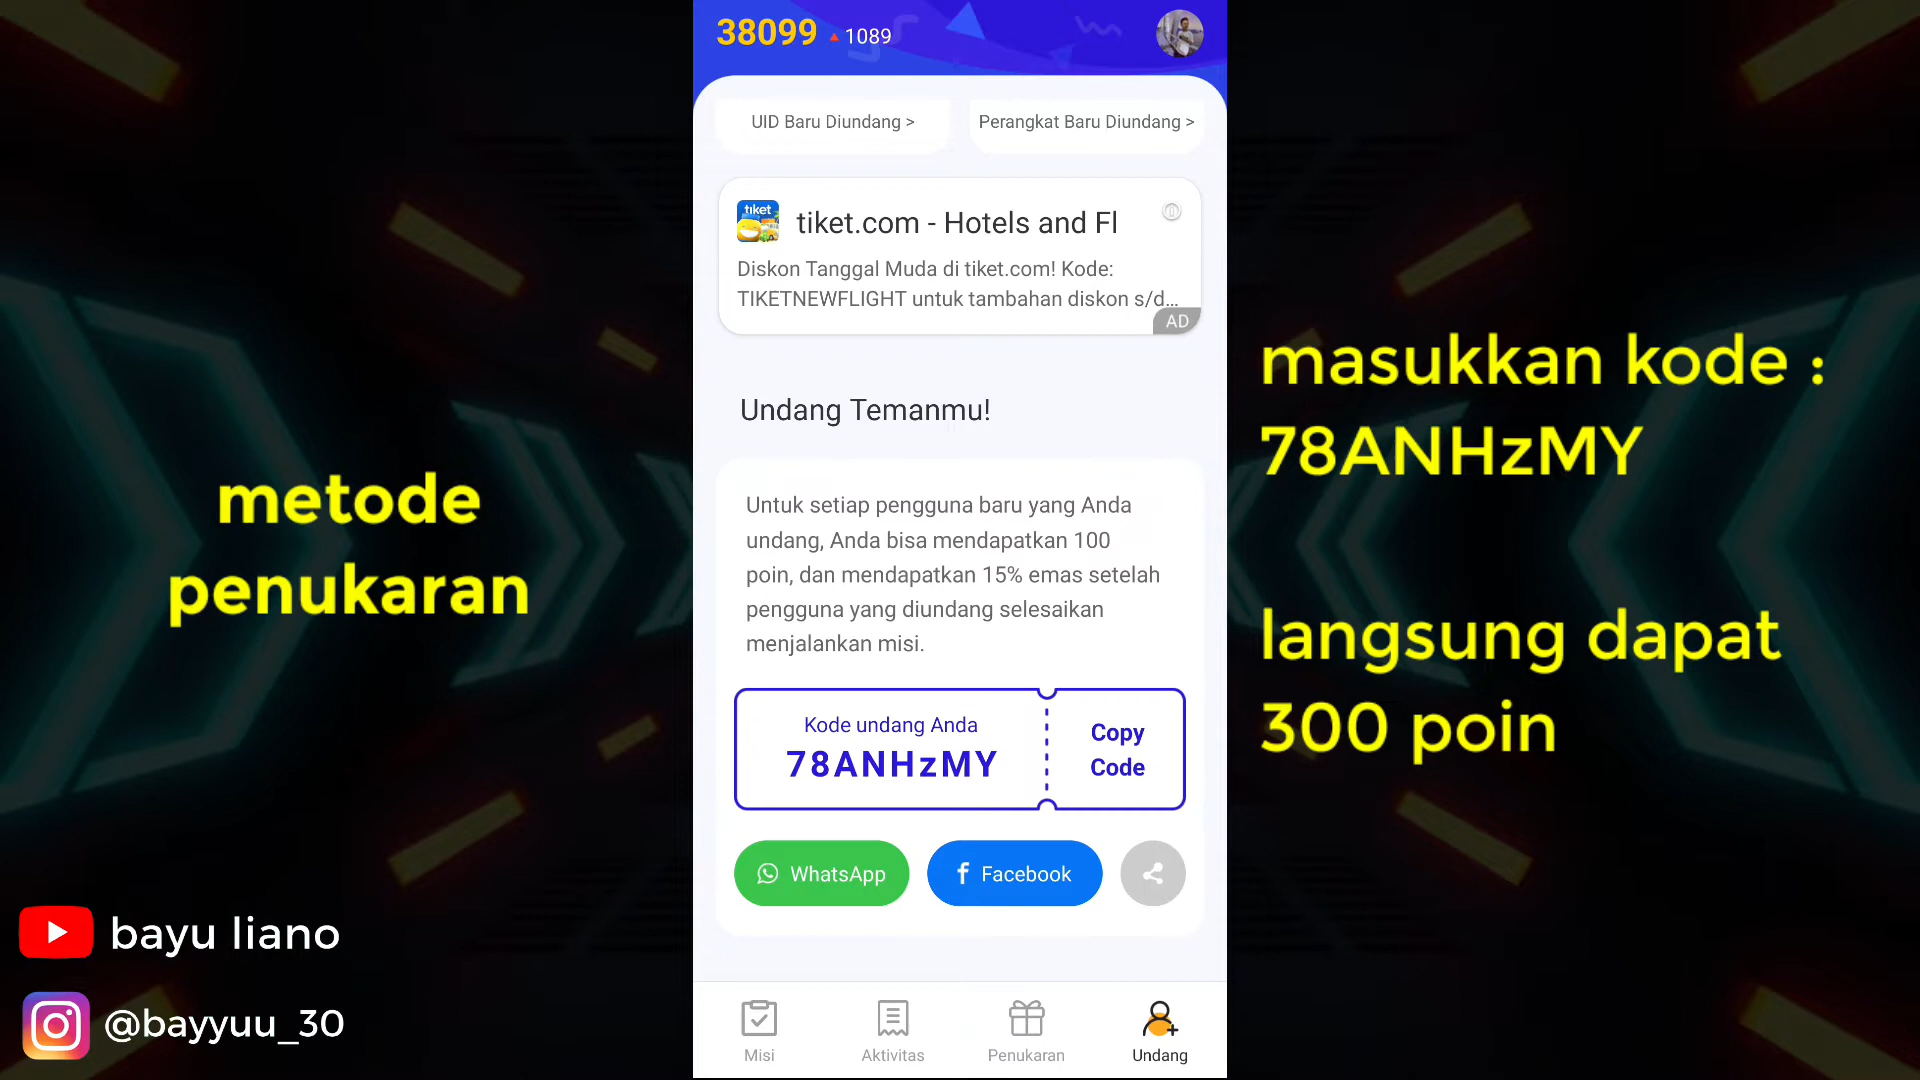 38099 1089
UID Baru Diundang >
Perangkat Baru Diundang >
tiket
tiket.com - Hotels and Fl
Diskon Tanggal Muda di tiket.com! Kode:
TIKETNEWFLIGHT untuk tambahan diskon s/d...
AD
Undang Temanmu!
Untuk setiap pengguna baru yang Anda
undang, Anda bisa mendapatkan 100
poin, dan mendapatkan 15% emas setelah
pengguna yang diundang selesaikan
menjalankan misi.
Kode undang Anda
78ANHzMY
Copy
Code
WhatsApp
Facebook
Misi
Aktivitas
Penukaran
Undang
metode
penukaran
masukkan kode :
78ANHzMY
langsung dapat
300 poin
bayu liano
@bayyuu_30